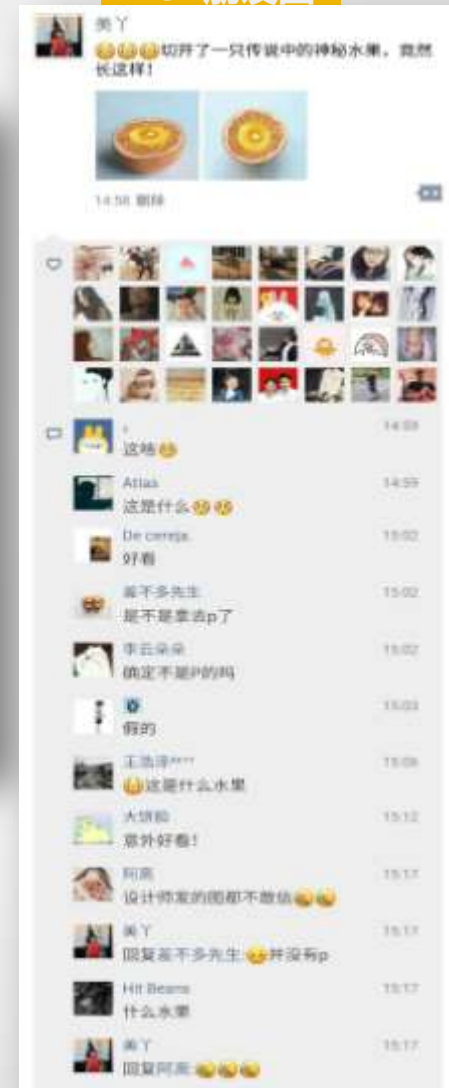 美丫
切开了一只传说中的神秘水果，竟然
长这样！
14:58 删除
14:59
这啥
Atlas
14:59
这是什么
De cereja.
15:02
好看
差不多先生
15:02
是不是拿去p了
李云朵朵
15:02
确定不是P的吗
15:03
假的
15:06
这是什么水果
大饼脸
15:12
意外好看！
阿高
15:17
设计师发的图都不敢信
美丫
15:17
回复差不多先生:并没有p
Hit Beans
15:17
什么水果
美丫
15:17
回复阿高: